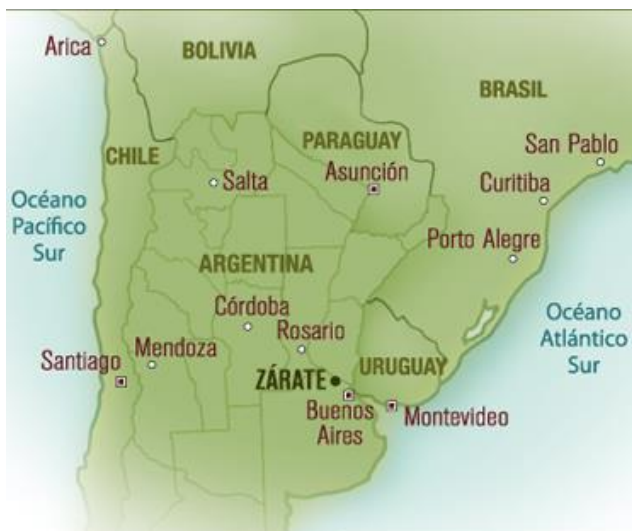 Arica
BOLIVIA
BRASIL
PARAGUAY
San Pablo
CHILE
Asunción
Salta
Curitiba
Océano
Pacífico
Sur
Porto Alegre
ARGENTINA
Córdoba
Rosario
Océano
Atlántico
Sur
Santiago
Mendoza
URUGUAY
ZÁRATE
Buenos
Aires
Montevideo